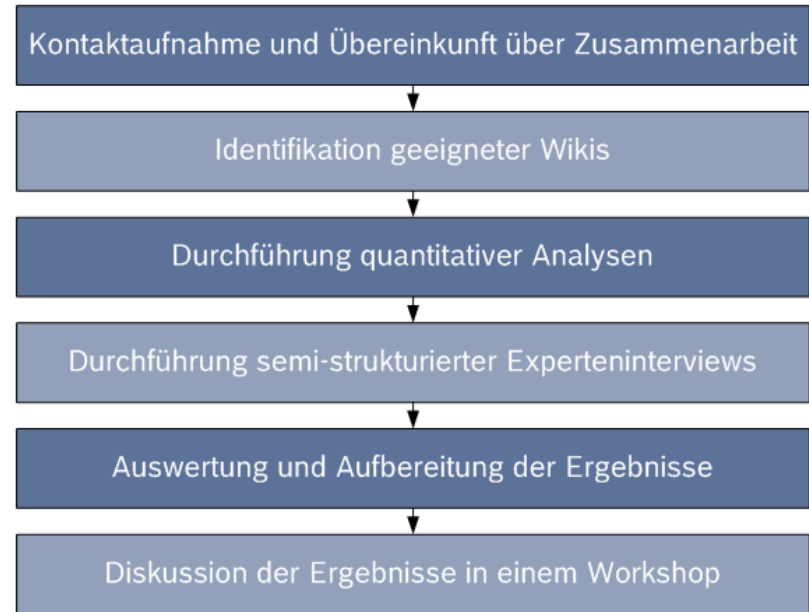 Kontaktaufnahme und Übereinkunft über Zusammenarbeit
Identifikation geeigneter Wikis
Durchführung quantitativer Analysen
Durchführung semi-strukturierter Experteninterviews
Auswertung und Aufbereitung der Ergebnisse
Diskussion der Ergebnisse in einem Workshop